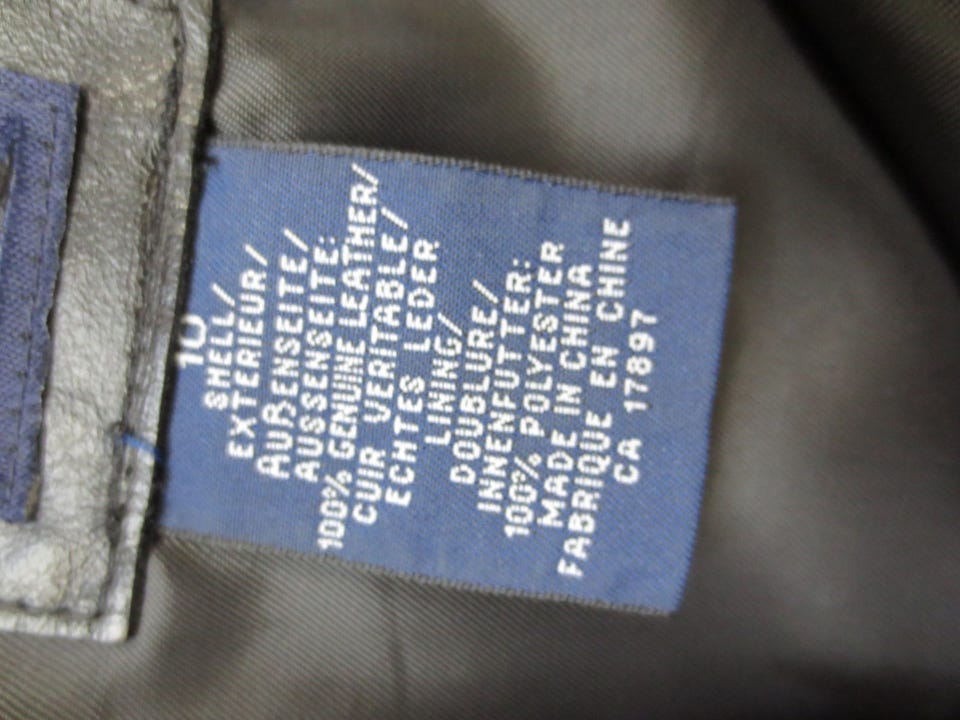 10
SHELL/
EXTERIEUR/
AUßENSEITE/
AUSSENSEITE:
100% GENUINE LEATHER/
CUIR VERITABLE/
ECHTES LEDER
LINING/
DOUBLURE/
INNENFUTTER:
100% POLYESTER
MADE IN CHINA
FABRIQUE EN CHINE
CA 17897